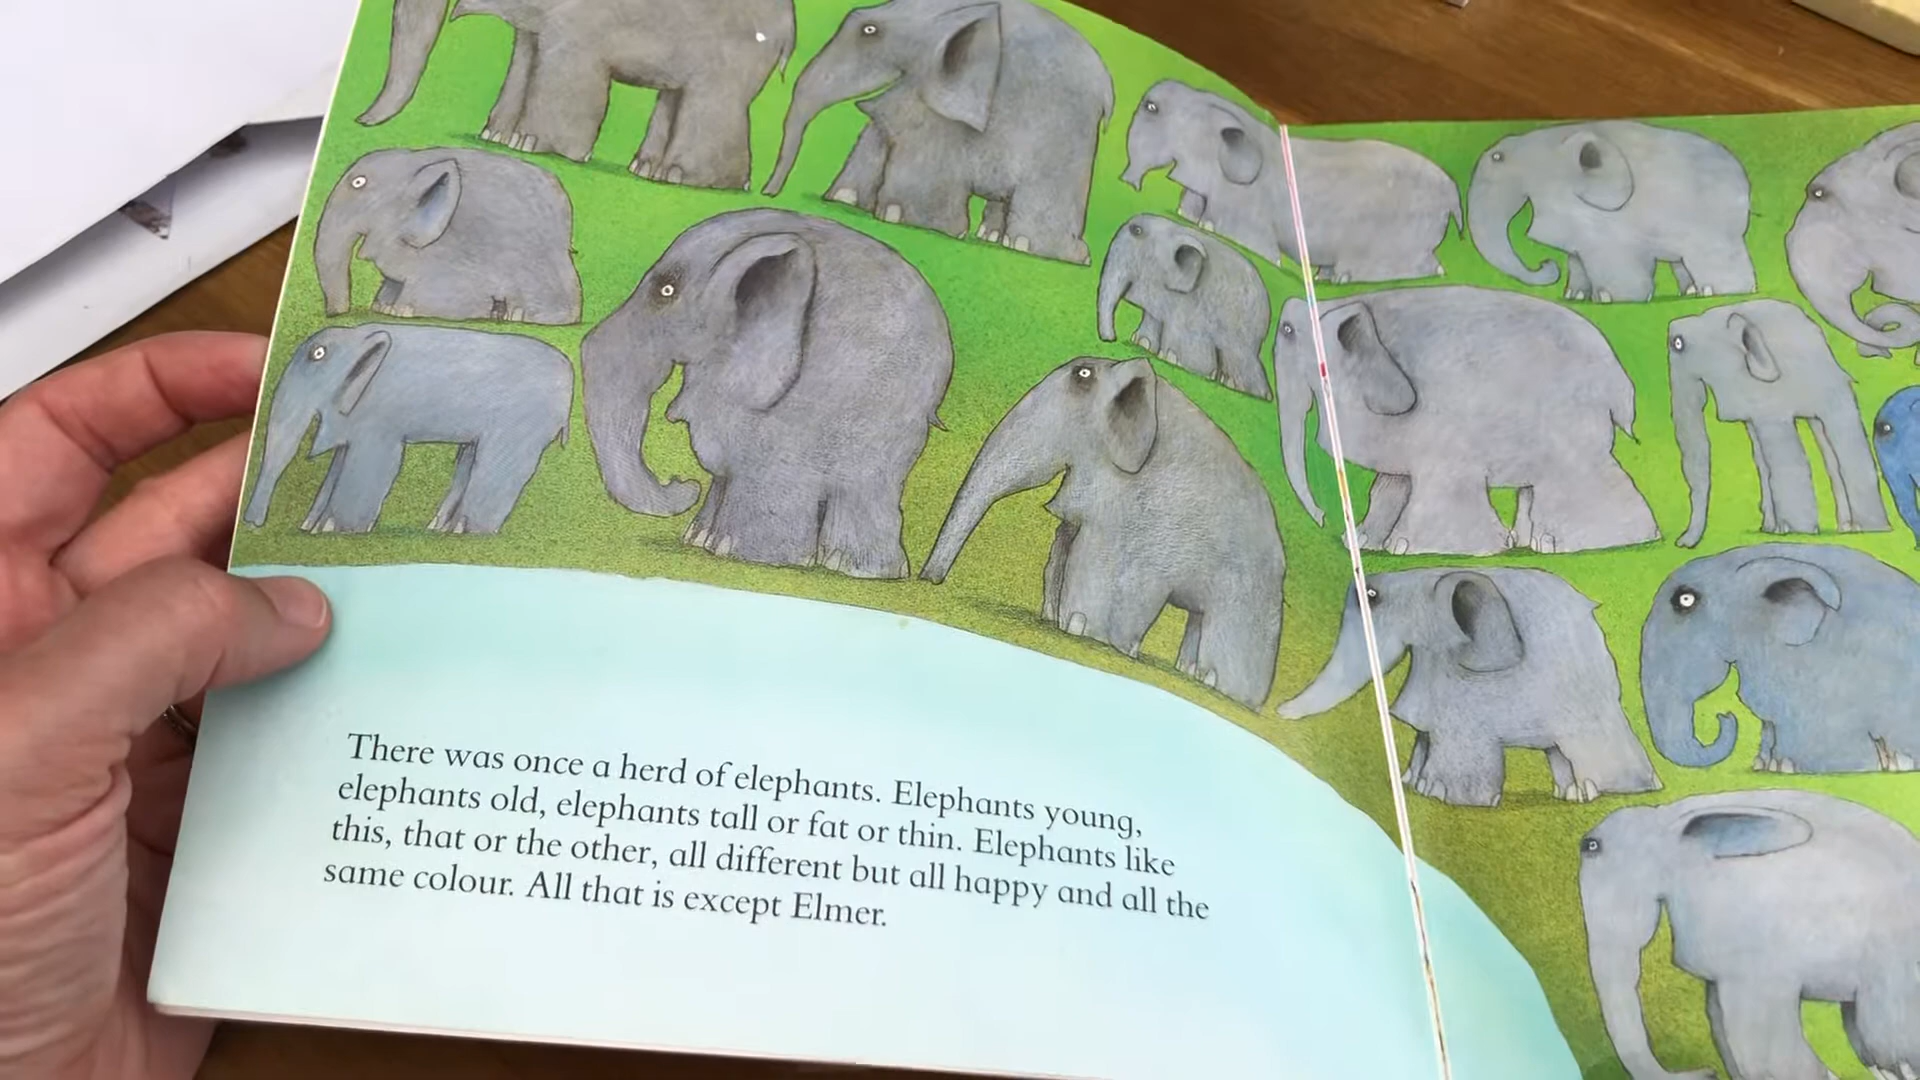 There was once a herd of elephants. Elephants young,
elephants old, elephants tall or fat or thin. Elephants like
this, that or the other, all different but all happy and all the
same colour. All that is except Elmer.